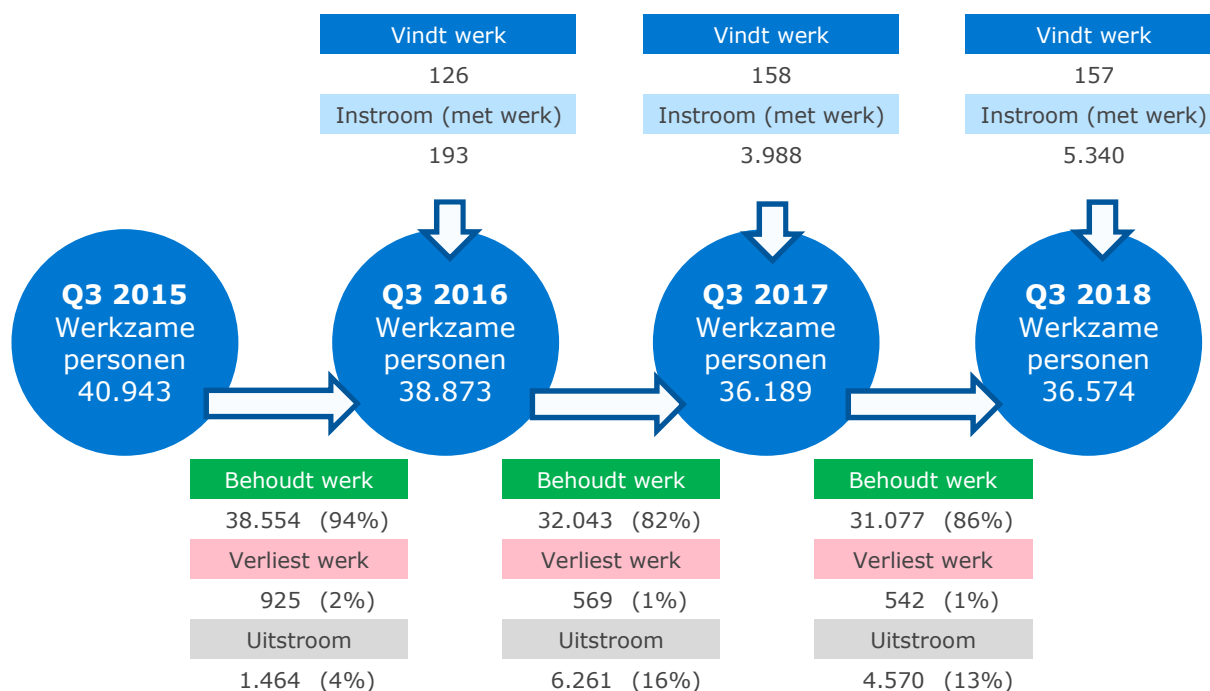 Vindt werk
126
Instroom (met werk)
193
Vindt werk
158
Instroom (met werk)
3.988
Vindt werk
157
Instroom (met werk)
5.340
Q3 2015
Werkzame
personen
40.943
Q3 2016
Werkzame
personen
38.873
Q3 2017
Werkzame
personen
36.189
Q3 2018
Werkzame
personen
36.574
Behoudt werk
38.554 (94%)
Verliest werk
925 (2%)
Uitstroom
1.464 (4%)
Behoudt werk
32.043 (82%)
Verliest werk
569 (1%)
Uitstroom
6.261 (16%)
Behoudt werk
31.077 (86%)
Verliest werk
542 (1%)
Uitstroom
4.570 (13%)